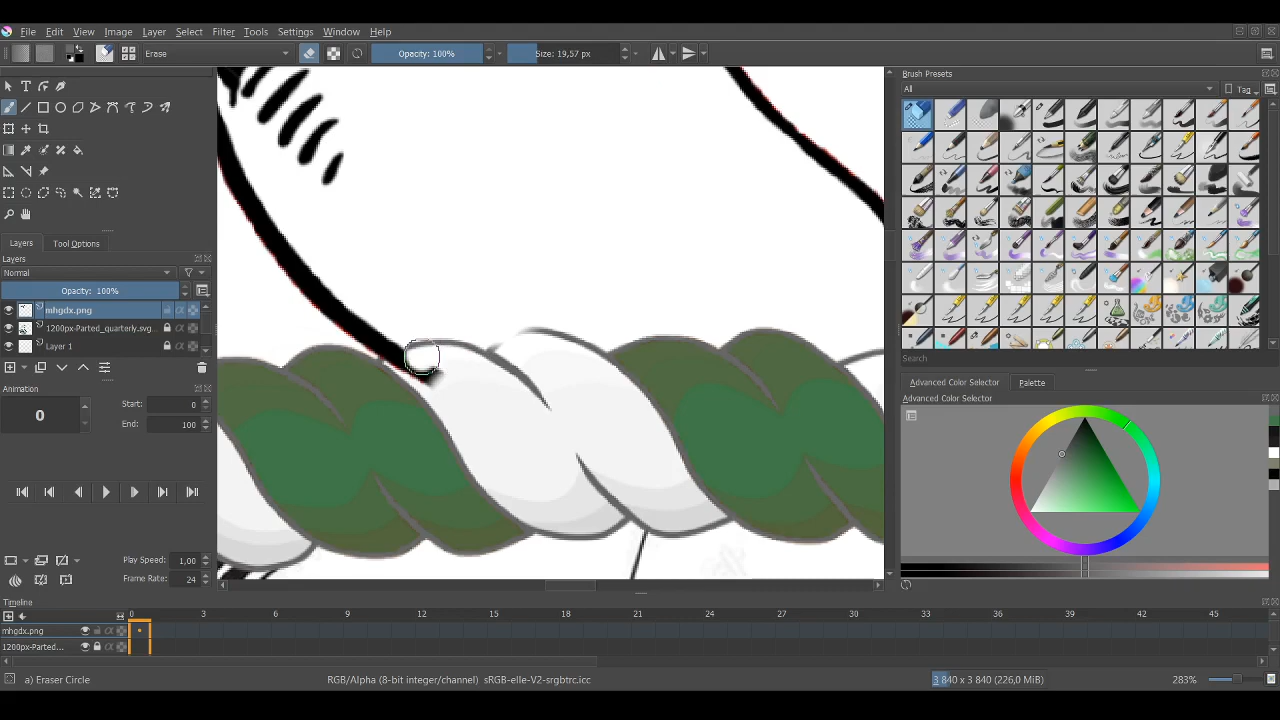 File Edit View Image Layer Select Filter Tools Settings Window Help
Erase Opacity: 100% Size: 19,57 px
Brush Presets
All Tag
Layers Tool Options
Layers
Normal
Opacity: 100%
mhgdx.png
1200px-Parted_quarterly.svg...
Layer 1
Search
Animation
Advanced Color Selector Palette
Advanced Color Selector
0 Start: 0
End: 100
Play Speed: 1,00
Frame Rate: 24
Timeline
0 3 6 9 12 15 18 21 24 27 30 33 36 39 42 45
mhgdx.png
1200px-Parted...
a) Eraser Circle RGB/Alpha (8-bit integer/channel) sRGB-elle-V2-srgbtrc.icc 3 840 x 3 840 (226,0 MiB) 283%